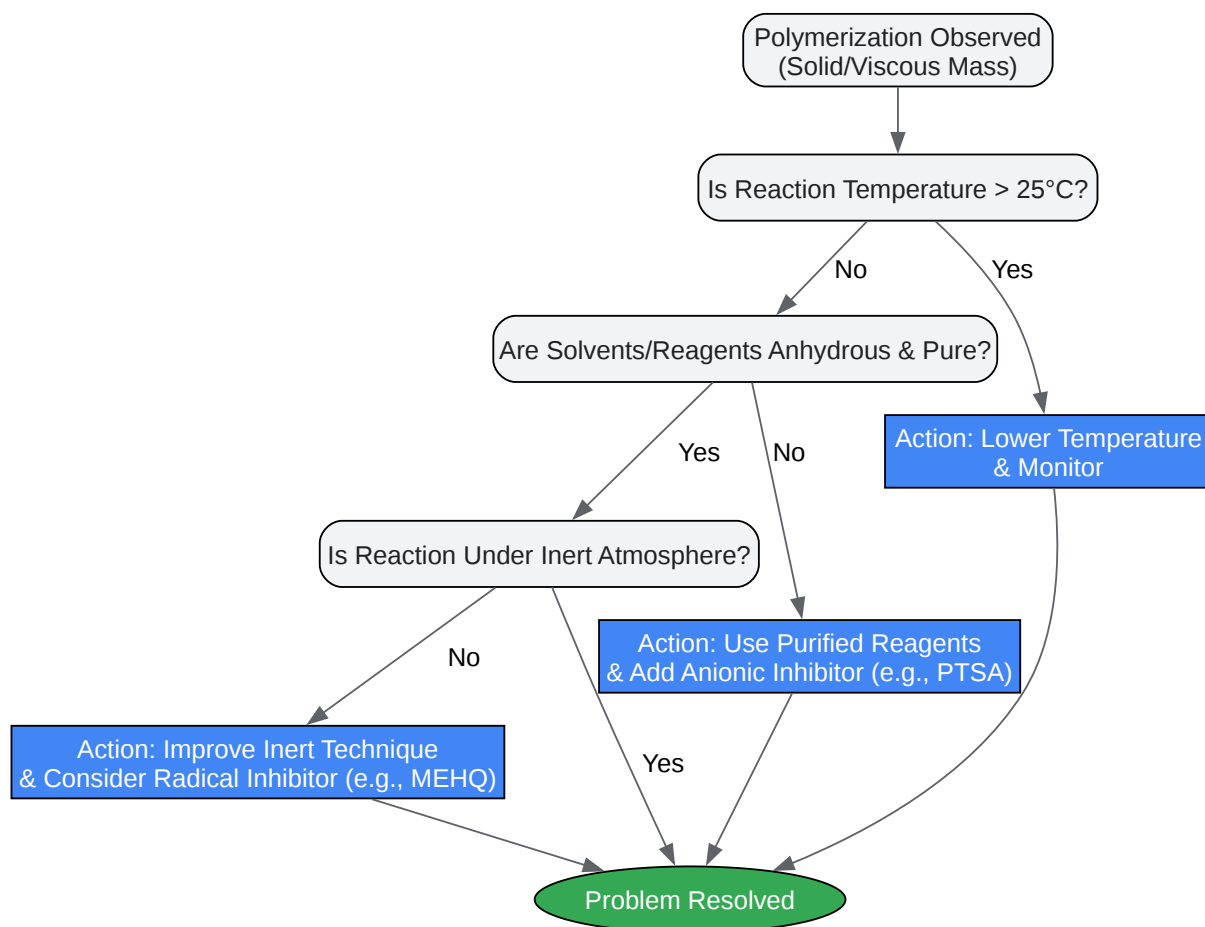 Polymerization Observed
(Solid/Viscous Mass)
Is Reaction Temperature > 25°C?
No
Yes
Are Solvents/Reagents Anhydrous & Pure?
Action: Lower Temperature
& Monitor
Yes
No
Is Reaction Under Inert Atmosphere?
Action: Use Purified Reagents
& Add Anionic Inhibitor (e.g., PTSA)
No
Action: Improve Inert Technique
& Consider Radical Inhibitor (e.g., MEHQ)
Yes
Problem Resolved